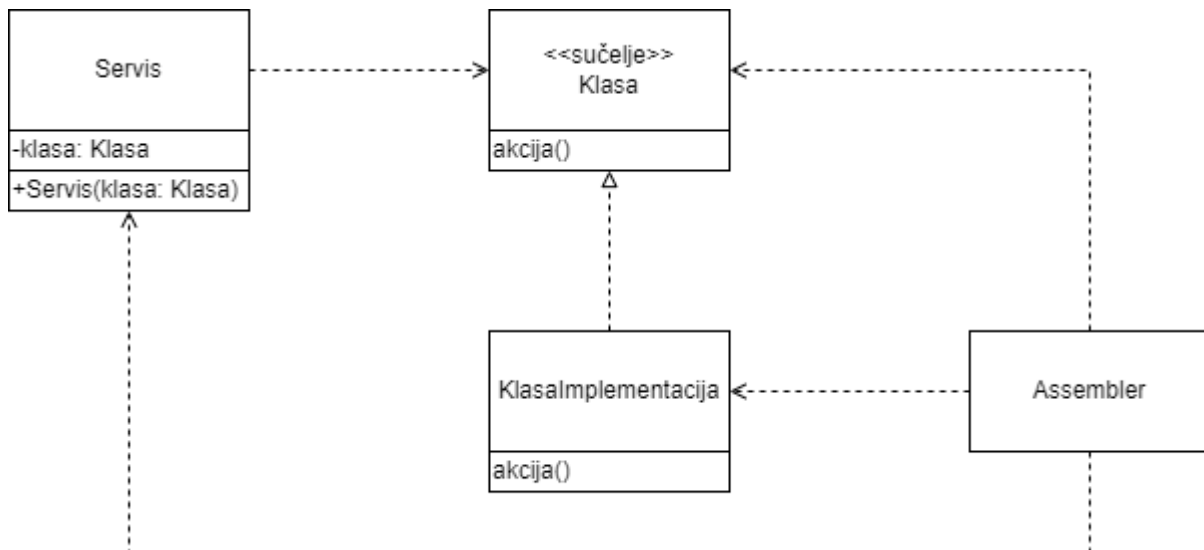 Servis
-klasa: Klasa
+Servis(klasa: Klasa)
<<sučelje>>
Klasa
akcija()
KlasaImplementacija
akcija()
Assembler